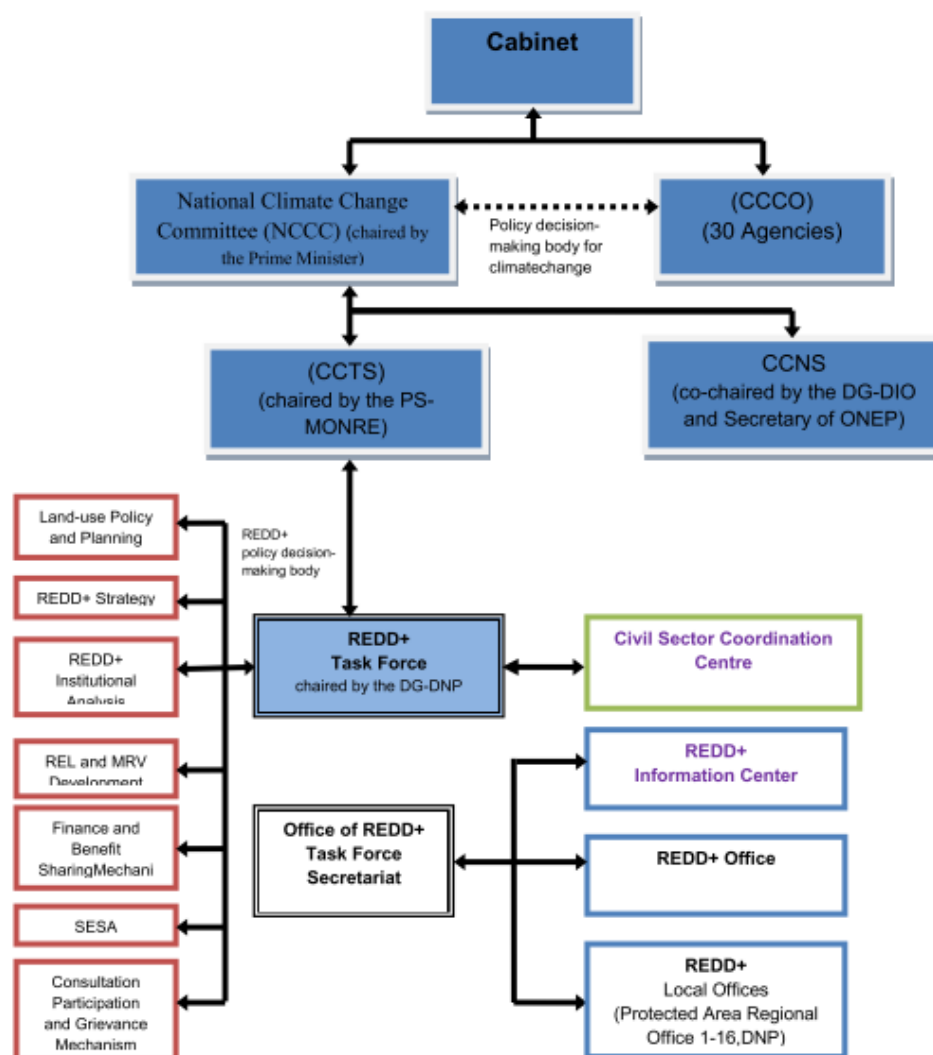 Cabinet
National Climate Change
Committee (NCCC) (chaired by
the Prime Minister)
Policy decision-
making body for
climatechange
(CCCO)
(30 Agencies)
(CCTS)
(chaired by the PS-
MONRE)
CCNS
(co-chaired by the DG-DIO
and Secretary of ONEP)
REDD+
policy decision-
making body
Land-use Policy
and Planning
REDD+ Strategy
REDD+
Institutional
Analysis
REL and MRV
Development
Finance and
Benefit
SharingMechani
SESA
Consultation
Participation
and Grievance
Mechanism
REDD+
Task Force
chaired by the DG-DNP
Civil Sector Coordination
Centre
Office of REDD+
Task Force
Secretariat
REDD+
Information Center
REDD+ Office
REDD+
Local Offices
(Protected Area Regional
Office 1-16,DNP)